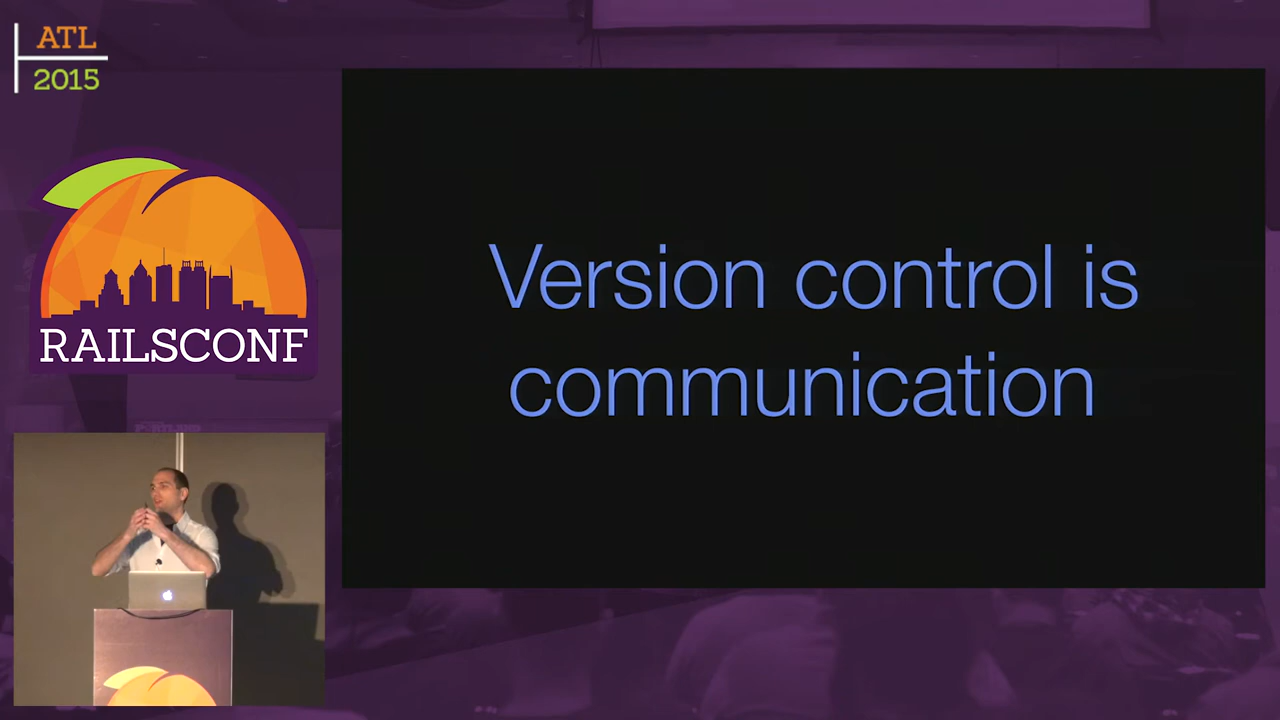 ATL
2015
RAILSCONF
Version control is
communication